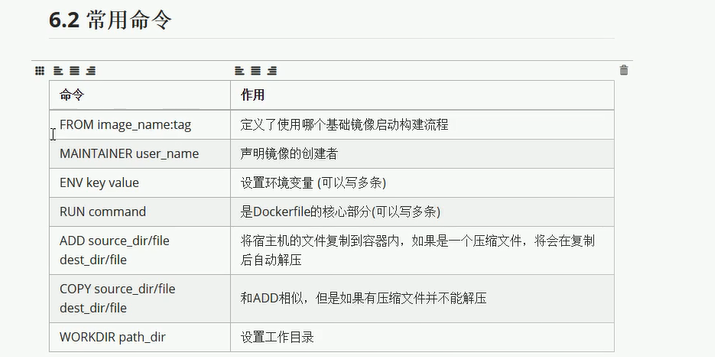 6.2 常用命令
命令 作用
FROM image_name:tag 定义了使用哪个基础镜像启动构建流程
MAINTAINER user_name 声明镜像的创建者
ENV key value 设置环境变量 (可以写多条)
RUN command 是Dockerfile的核心部分(可以写多条)
ADD source_dir/file 将宿主机的文件复制到容器内，如果是一个压缩文件，将会在复制
dest_dir/file 后自动解压
COPY source_dir/file
dest_dir/file 和ADD相似，但是如果有压缩文件并不能解压
WORKDIR path_dir 设置工作目录